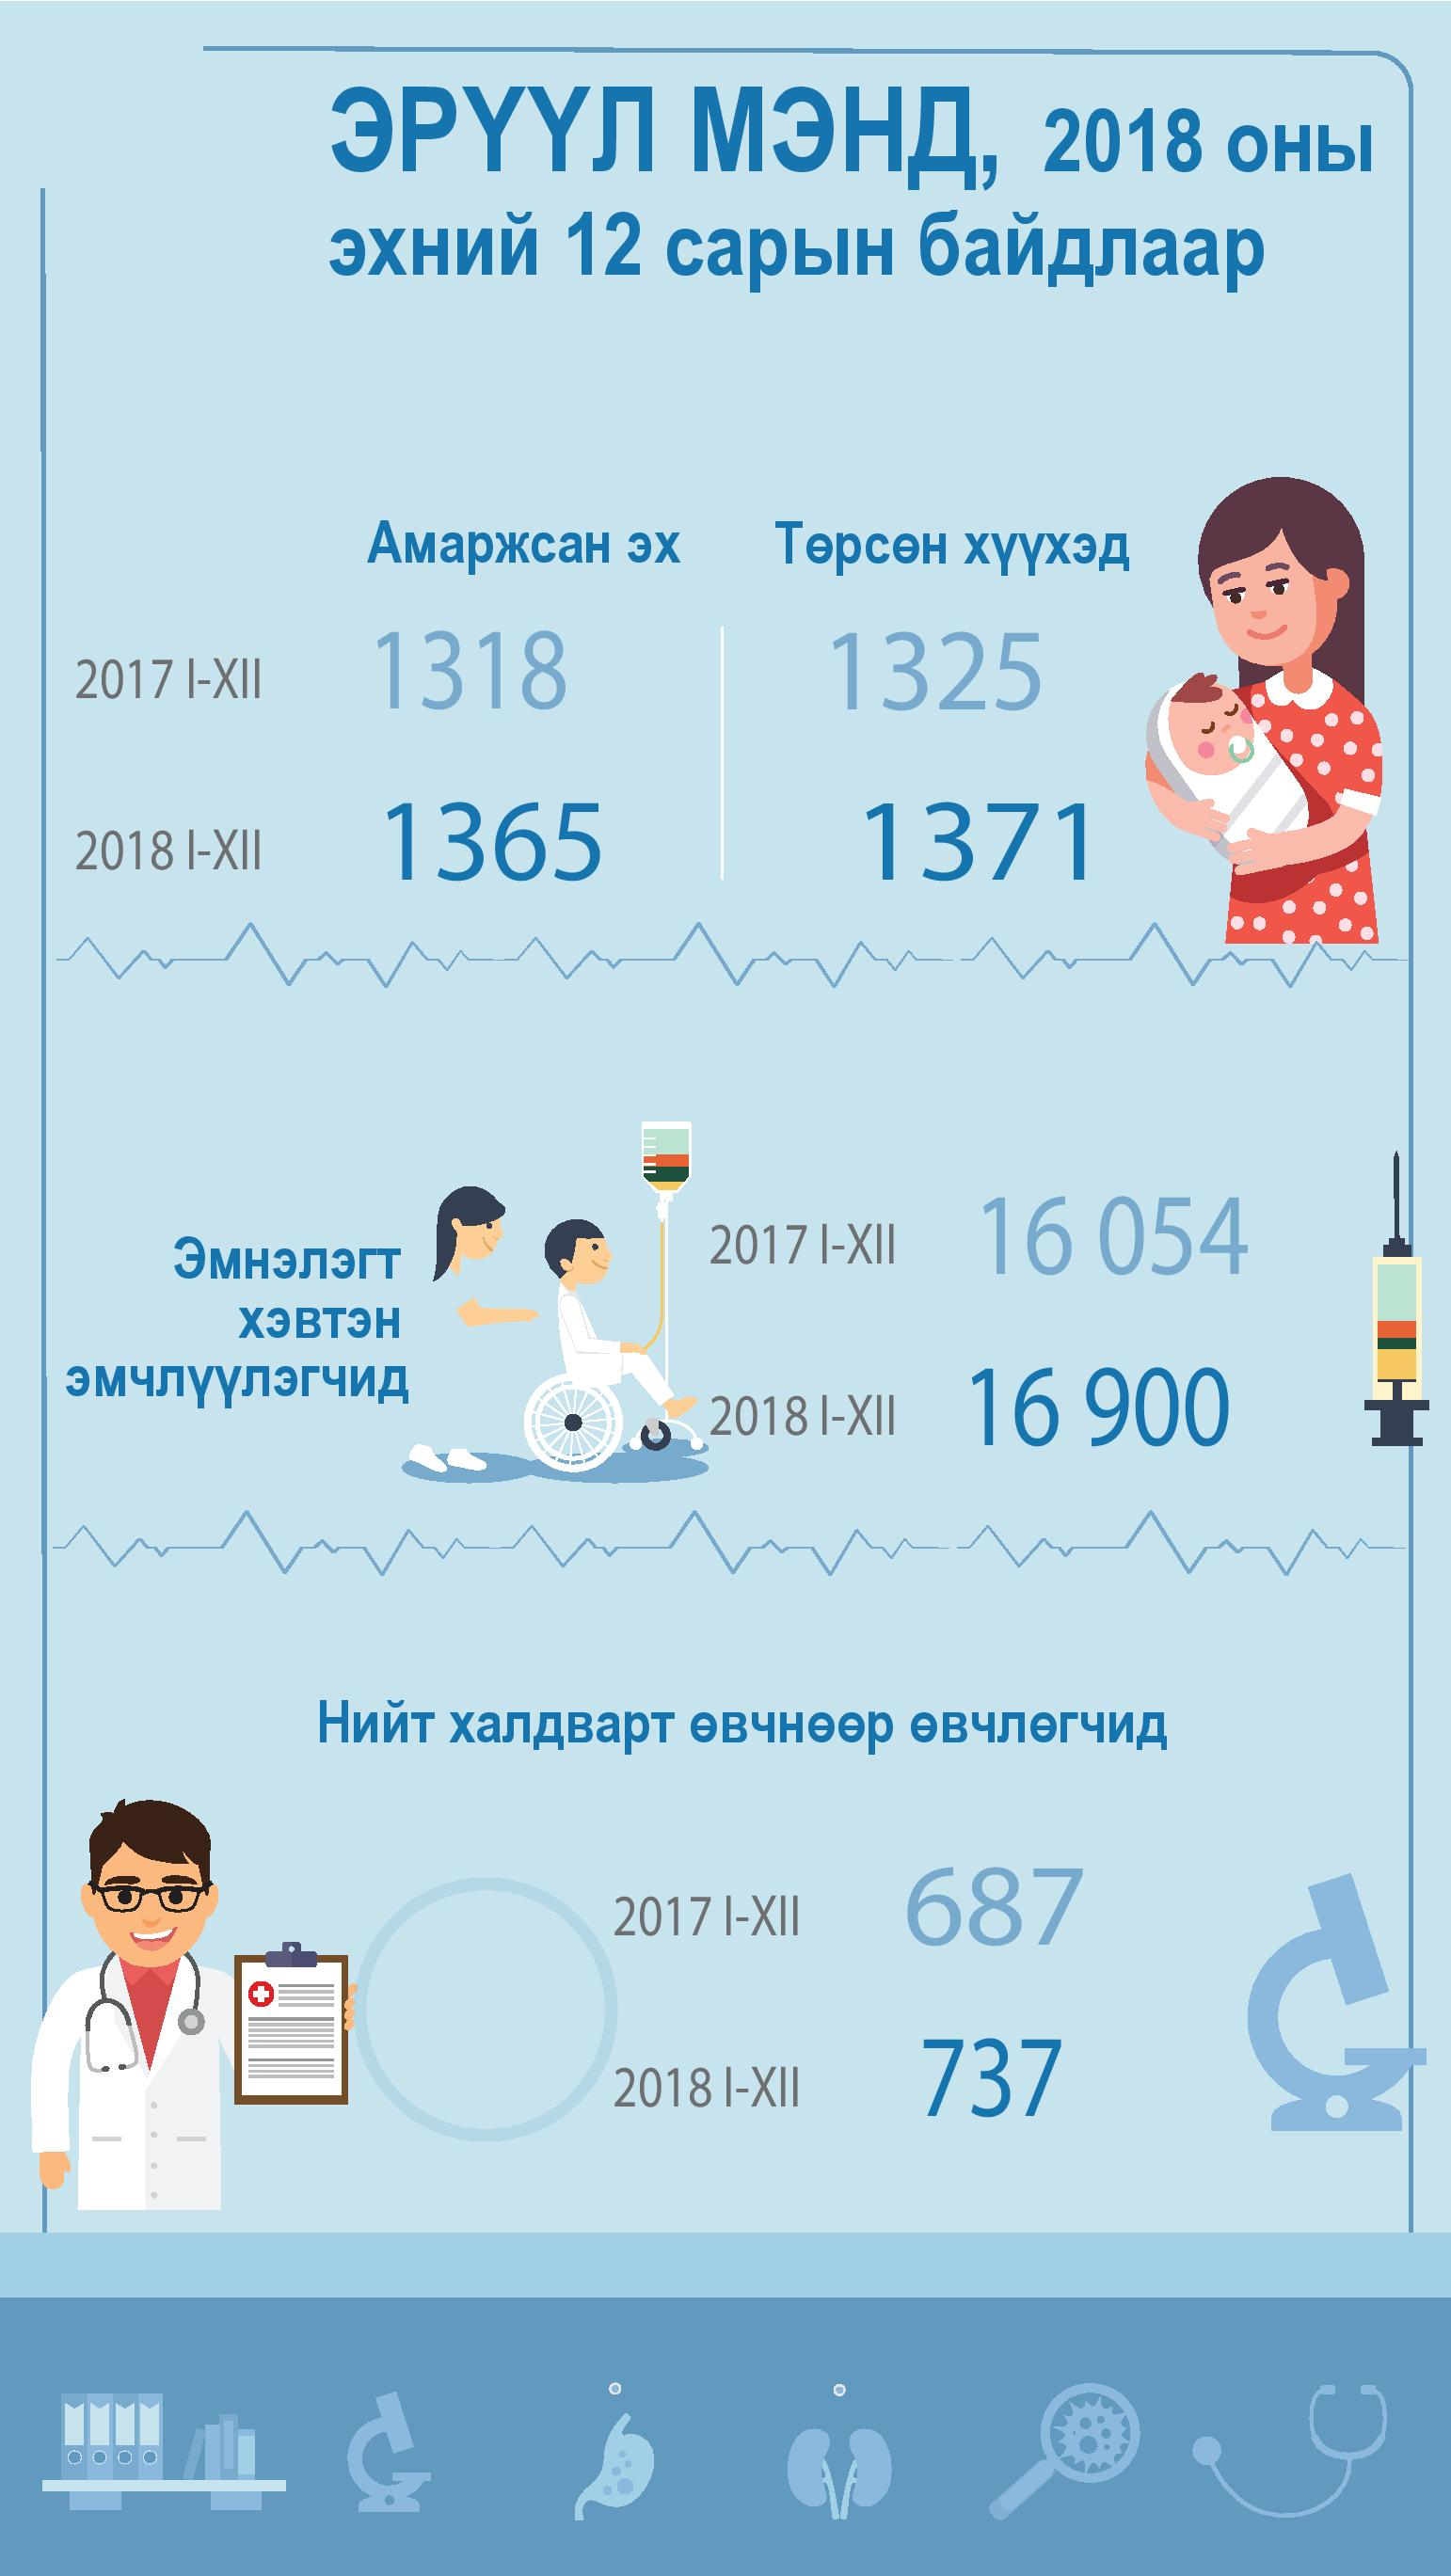 ЭРҮҮЛ МЭНД, 2018 оны
эхний 12 сарын байдлаар
Амаржсан эх Төрсөн хүүхэд
2017 I-XII 1318 1325
2018 I-XII 1365 1371
Эмнэлэгт
хэвтэн
эмчлүүлэгчид
2017 I-XII 16 054
2018 I-XII 16 900
Нийт халдварт өвчнөөр өвчлөгчид
2017 I-XII 687
2018 I-XII 737